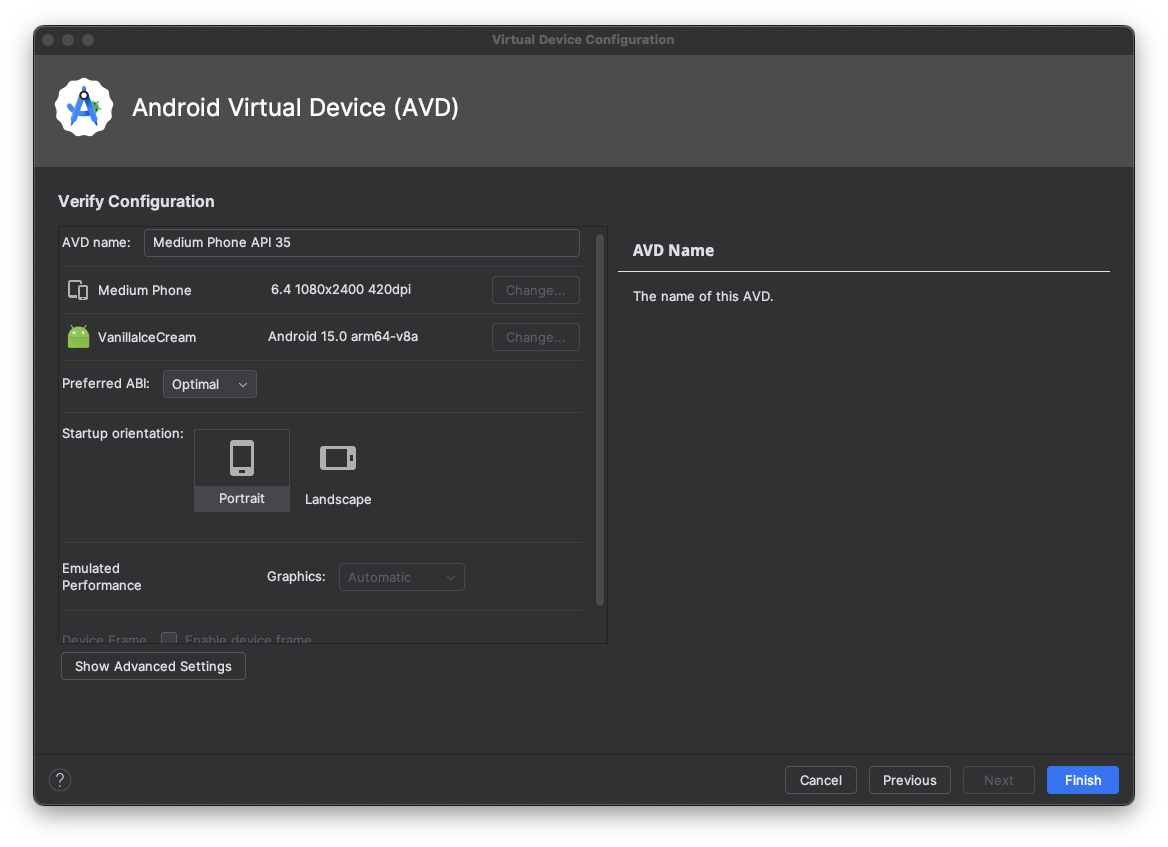 Virtual Device Configuration
Android Virtual Device (AVD)
Verify Configuration
AVD name: Medium Phone API 35
Medium Phone 6.4 1080x2400 420dpi Change...
VanillaIceCream Android 15.0 arm64-v8a Change...
Preferred ABI: Optimal
Startup orientation:
Portrait Landscape
Emulated
Performance
Graphics: Automatic
Device Frame Enable device frame
Show Advanced Settings
AVD Name
The name of this AVD.
? Cancel Previous Next Finish